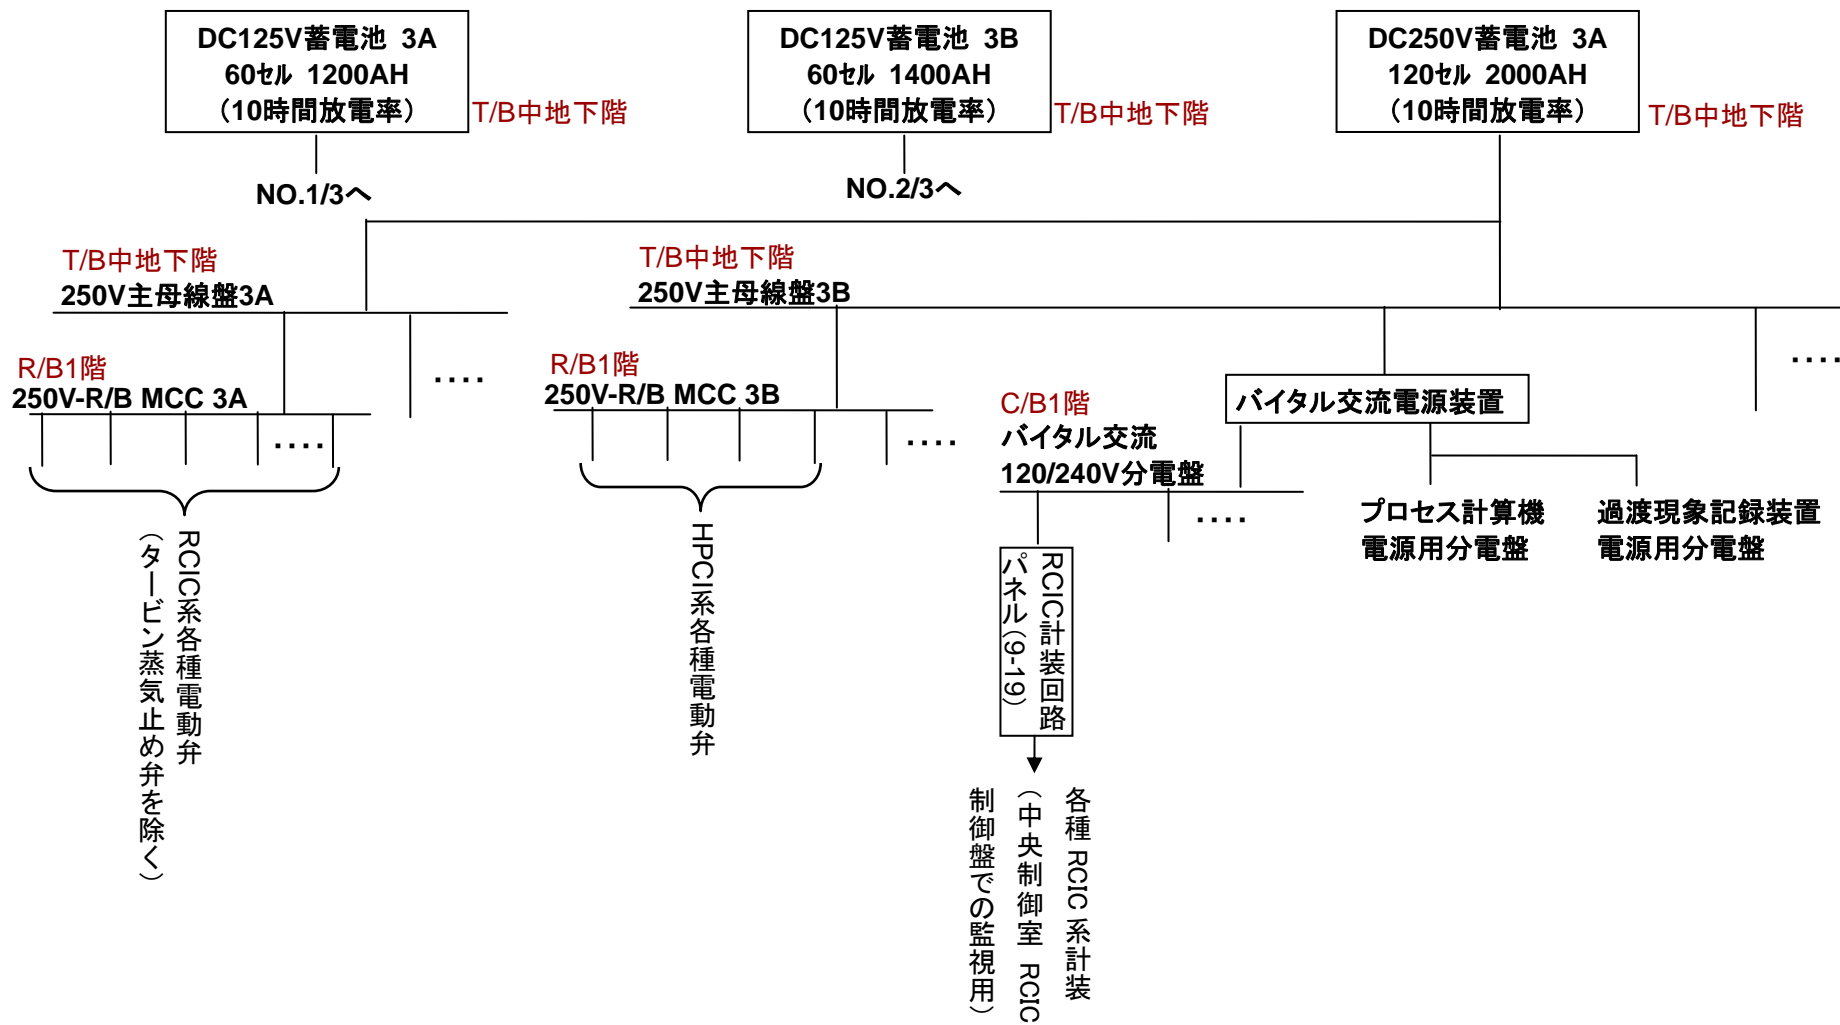 DC125V蓄電池 3A
60ｾﾙ 1200AH
（10時間放電率）
T/B中地下階
DC125V蓄電池 3B
60ｾﾙ 1400AH
（10時間放電率）
T/B中地下階
DC250V蓄電池 3A
120ｾﾙ 2000AH
（10時間放電率）
T/B中地下階
NO.1/3へ
NO.2/3へ
T/B中地下階
250V主母線盤3A
T/B中地下階
250V主母線盤3B
R/B1階
250V-R/B MCC 3A
....
....
R/B1階
250V-R/B MCC 3B
....
....
C/B1階
バイタル交流
120/240V分電盤
....
バイタル交流電源装置
プロセス計算機
電源用分電盤
過渡現象記録装置
電源用分電盤
RCIC系各種電動弁
（タービン蒸気止め弁を除く）
HPCI系各種電動弁
RCIC計装回路
パネル（9-19）
各種 RCIC 系計装
（中央制御室 RCIC
制御盤での監視用）